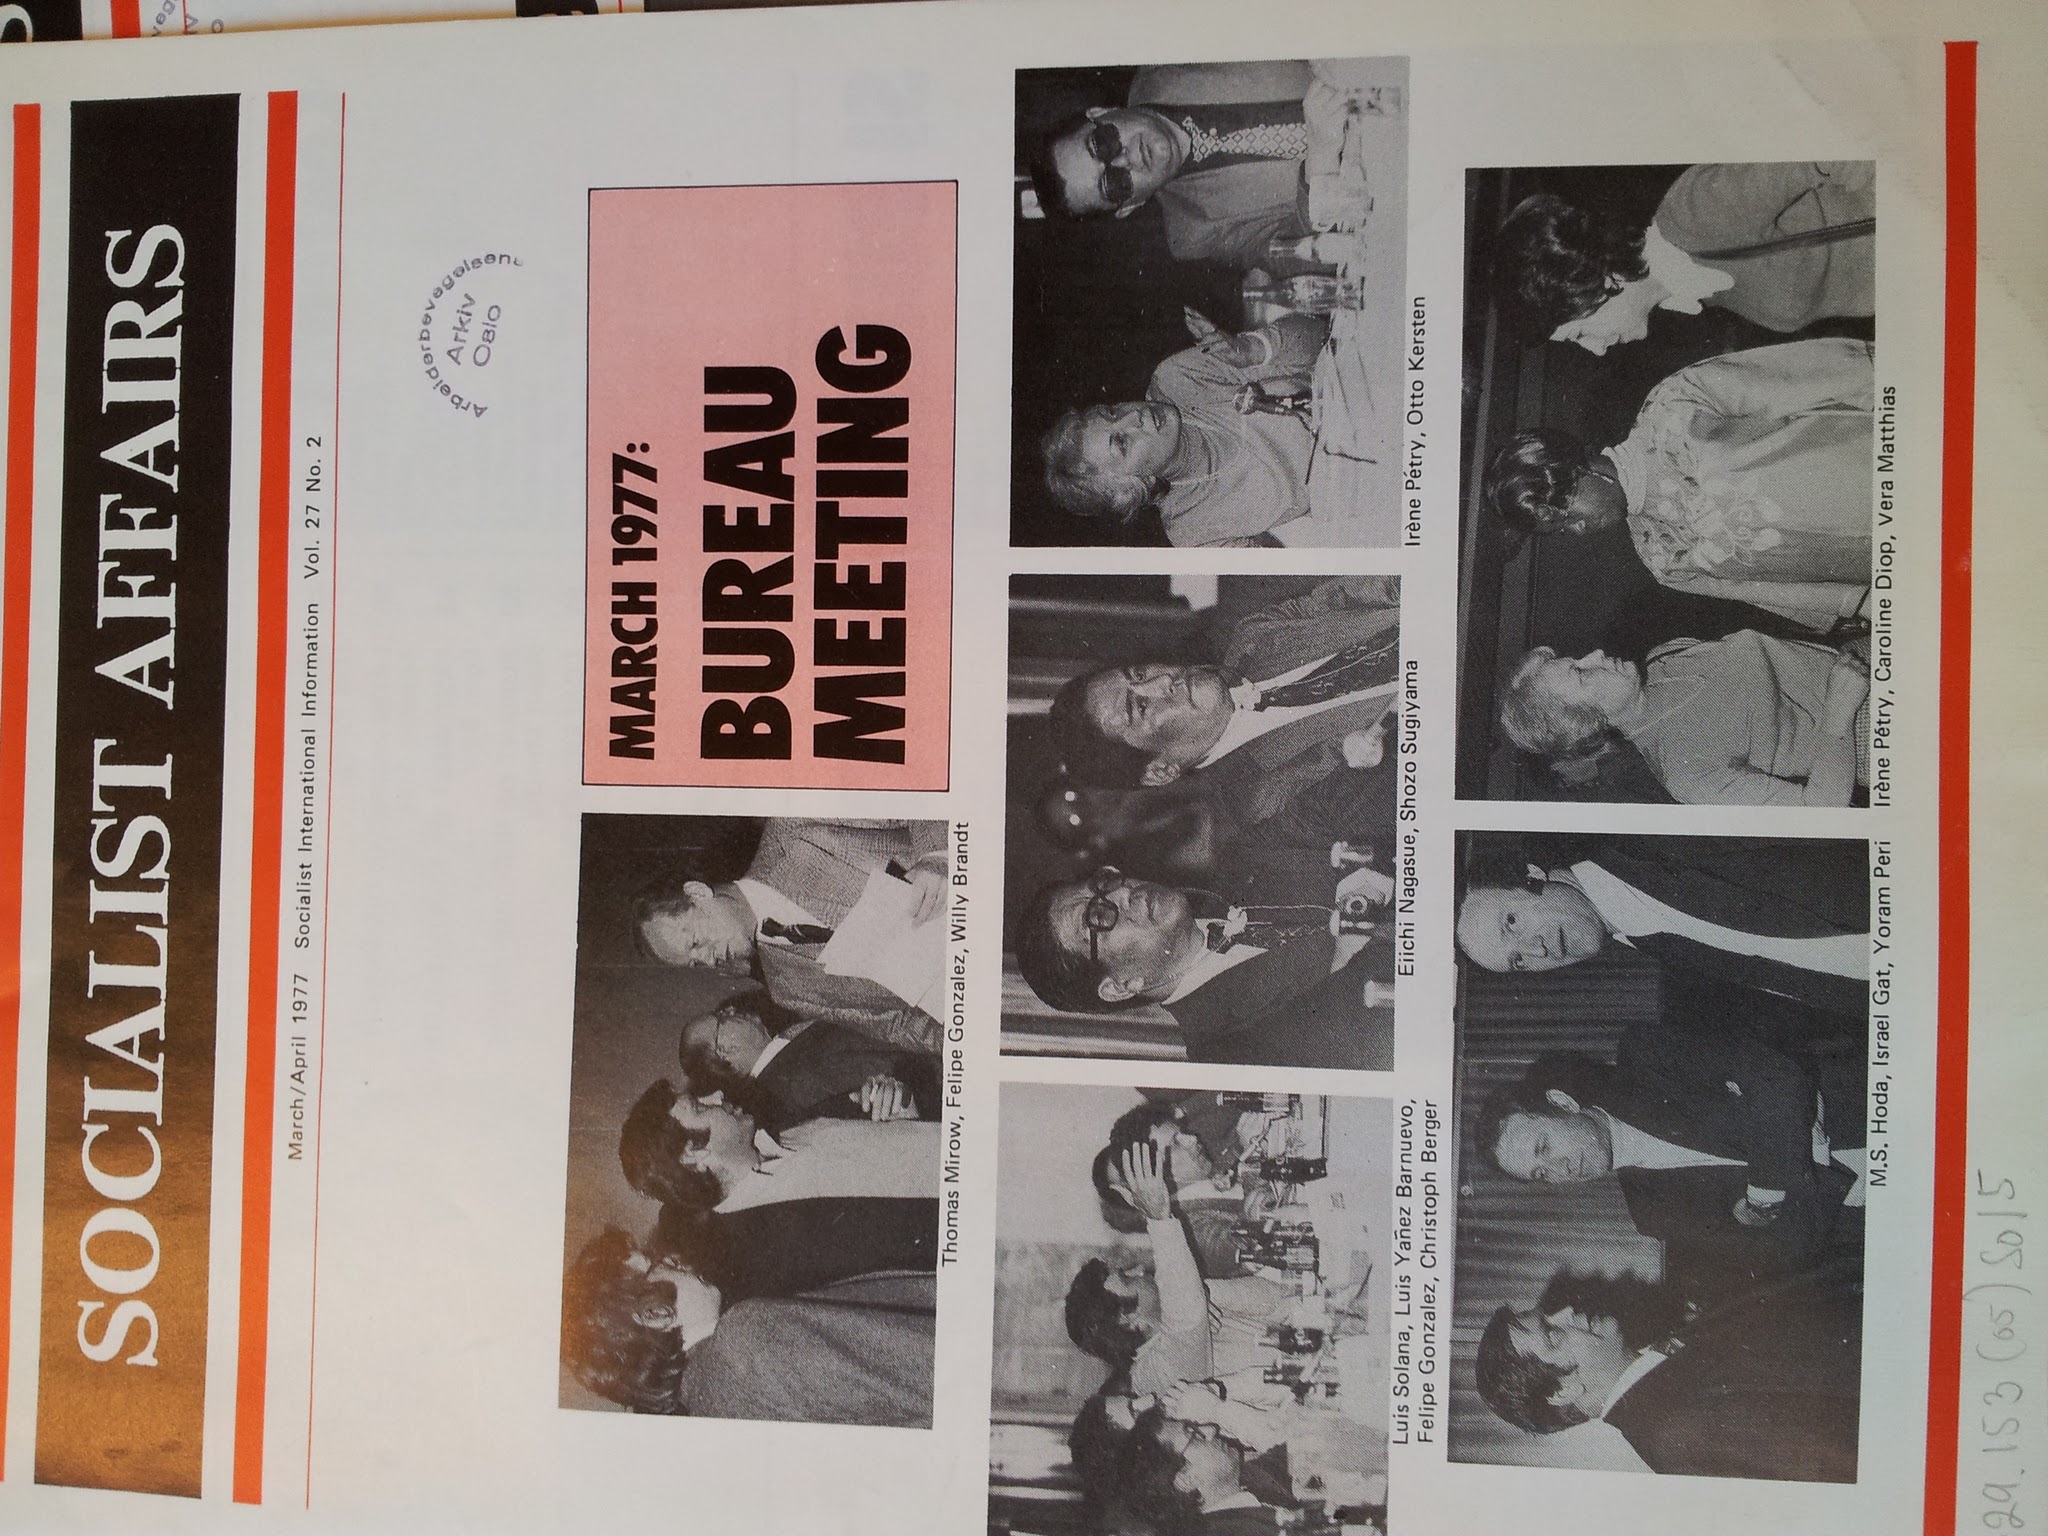 SOCIALIST AFFAIRS
March/April 1977 Socialist International Information Vol. 27 No. 2
Arbeiderbevegelsens
Arkiv
Oslo
MARCH 1977:
BUREAU
MEETING
Thomas Mirow, Felipe Gonzalez, Willy Brandt
Luis Solana, Luis Yañez Barnuevo,
Felipe Gonzalez, Christoph Berger
Eiichi Nagasue, Shozo Sugiyama
Irène Pétry, Otto Kersten
M.S. Hoda, Israel Gat, Yoram Peri
Irène Pétry, Caroline Diop, Vera Matthias